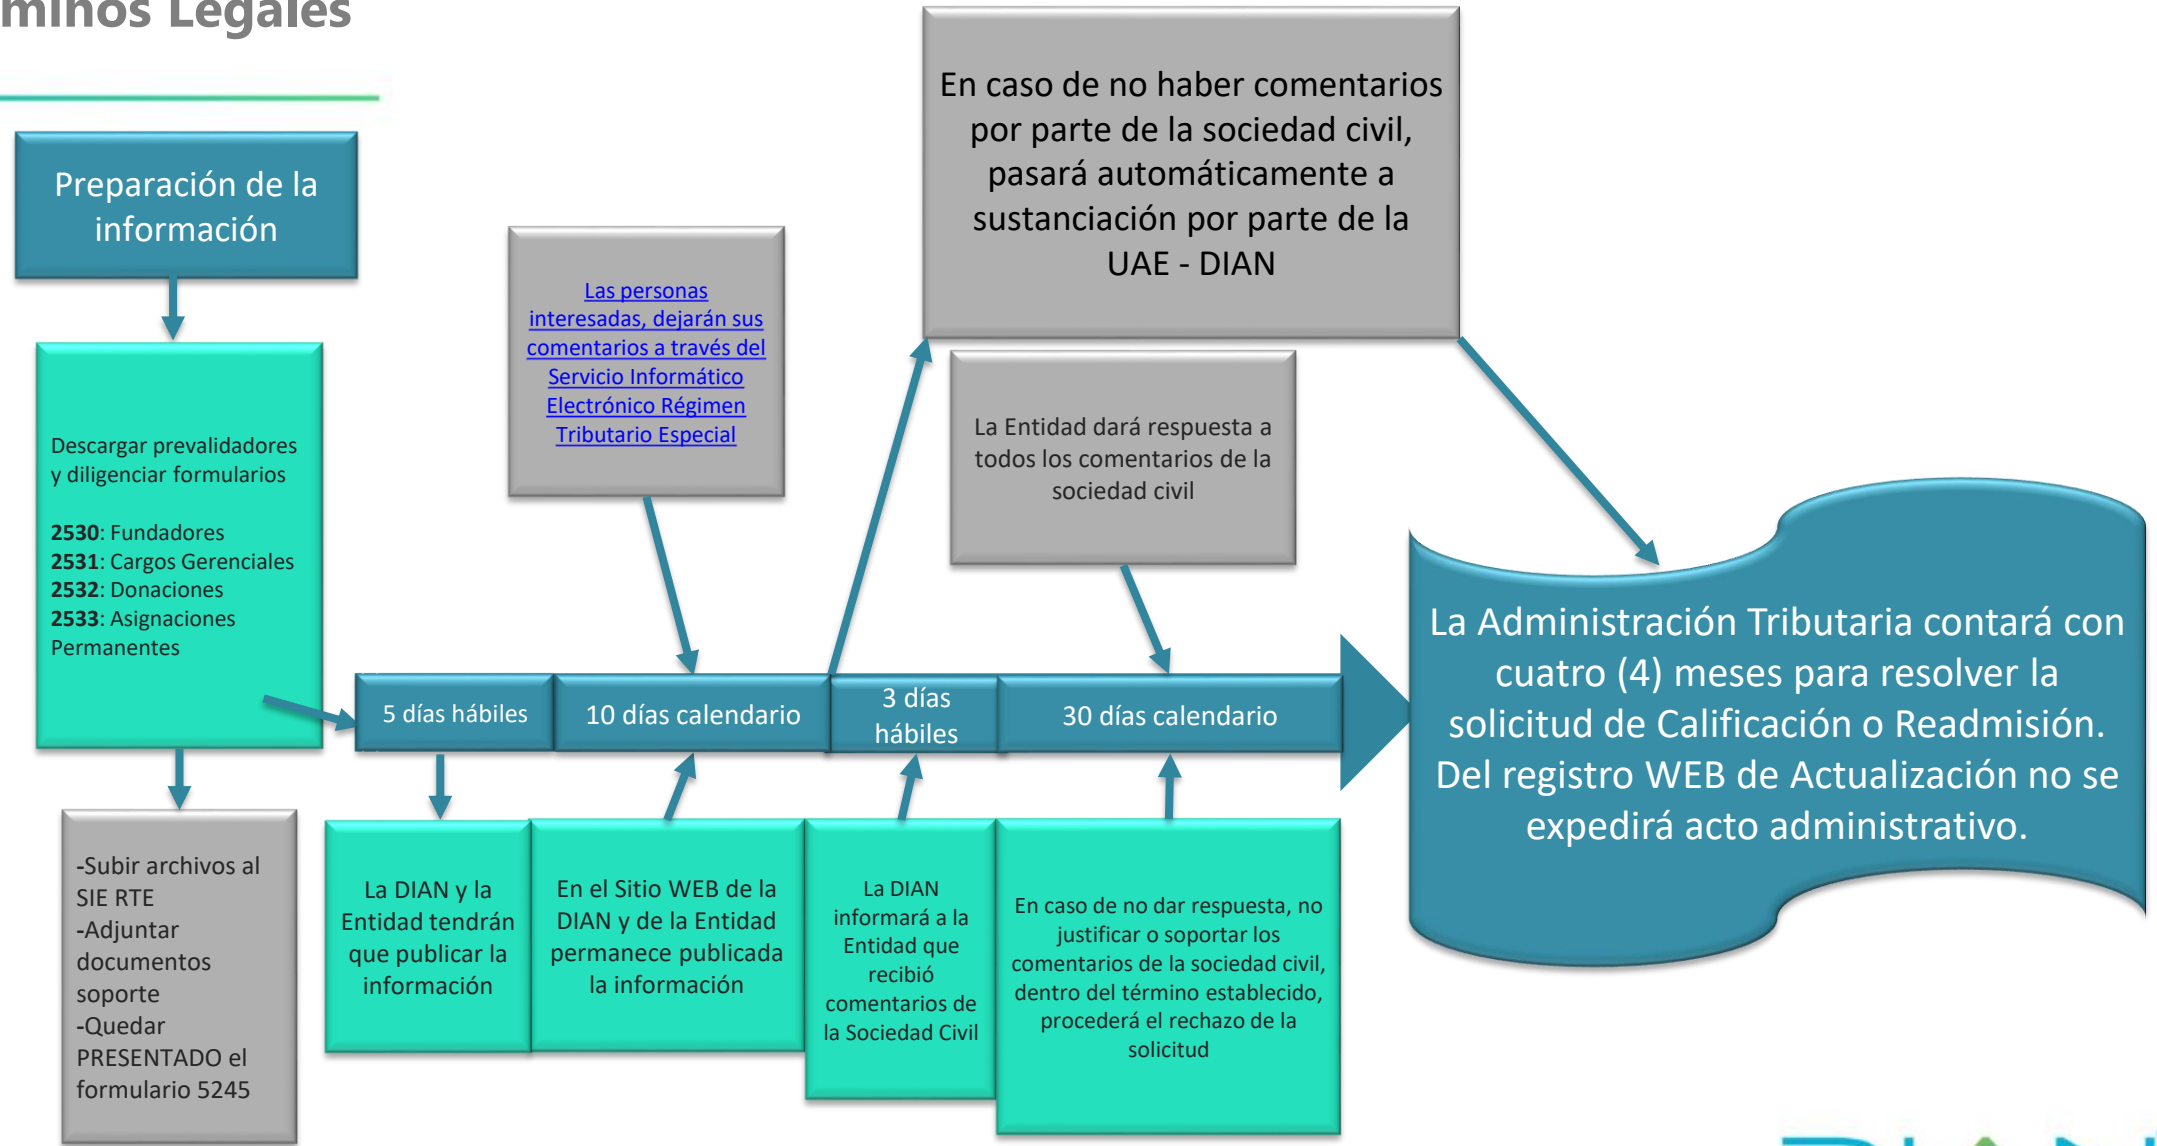 minos Legales
Preparación de la
información
Descargar prevalidadores
y diligenciar formularios
2530: Fundadores
2531: Cargos Gerenciales
2532: Donaciones
2533: Asignaciones
Permanentes
-Subir archivos al
SIE RTE
-Adjuntar
documentos
soporte
-Quedar
PRESENTADO el
formulario 5245
Las personas
interesadas, dejarán sus
comentarios a través del
Servicio Informático
Electrónico Régimen
Tributario Especial
En caso de no haber comentarios
por parte de la sociedad civil,
pasará automáticamente a
sustanciación por parte de la
UAE - DIAN
La Entidad dará respuesta a
todos los comentarios de la
sociedad civil
5 días hábiles
10 días calendario
3 días
hábiles
30 días calendario
La DIAN y la
Entidad tendrán
que publicar la
información
En el Sitio WEB de la
DIAN y de la Entidad
permanece publicada
la información
La DIAN
informará a la
Entidad que
recibió
comentarios de
la Sociedad Civil
En caso de no dar respuesta, no
justificar o soportar los
comentarios de la sociedad civil,
dentro del término establecido,
procederá el rechazo de la
solicitud
La Administración Tributaria contará con
cuatro (4) meses para resolver la
solicitud de Calificación o Readmisión.
Del registro WEB de Actualización no se
expedirá acto administrativo.